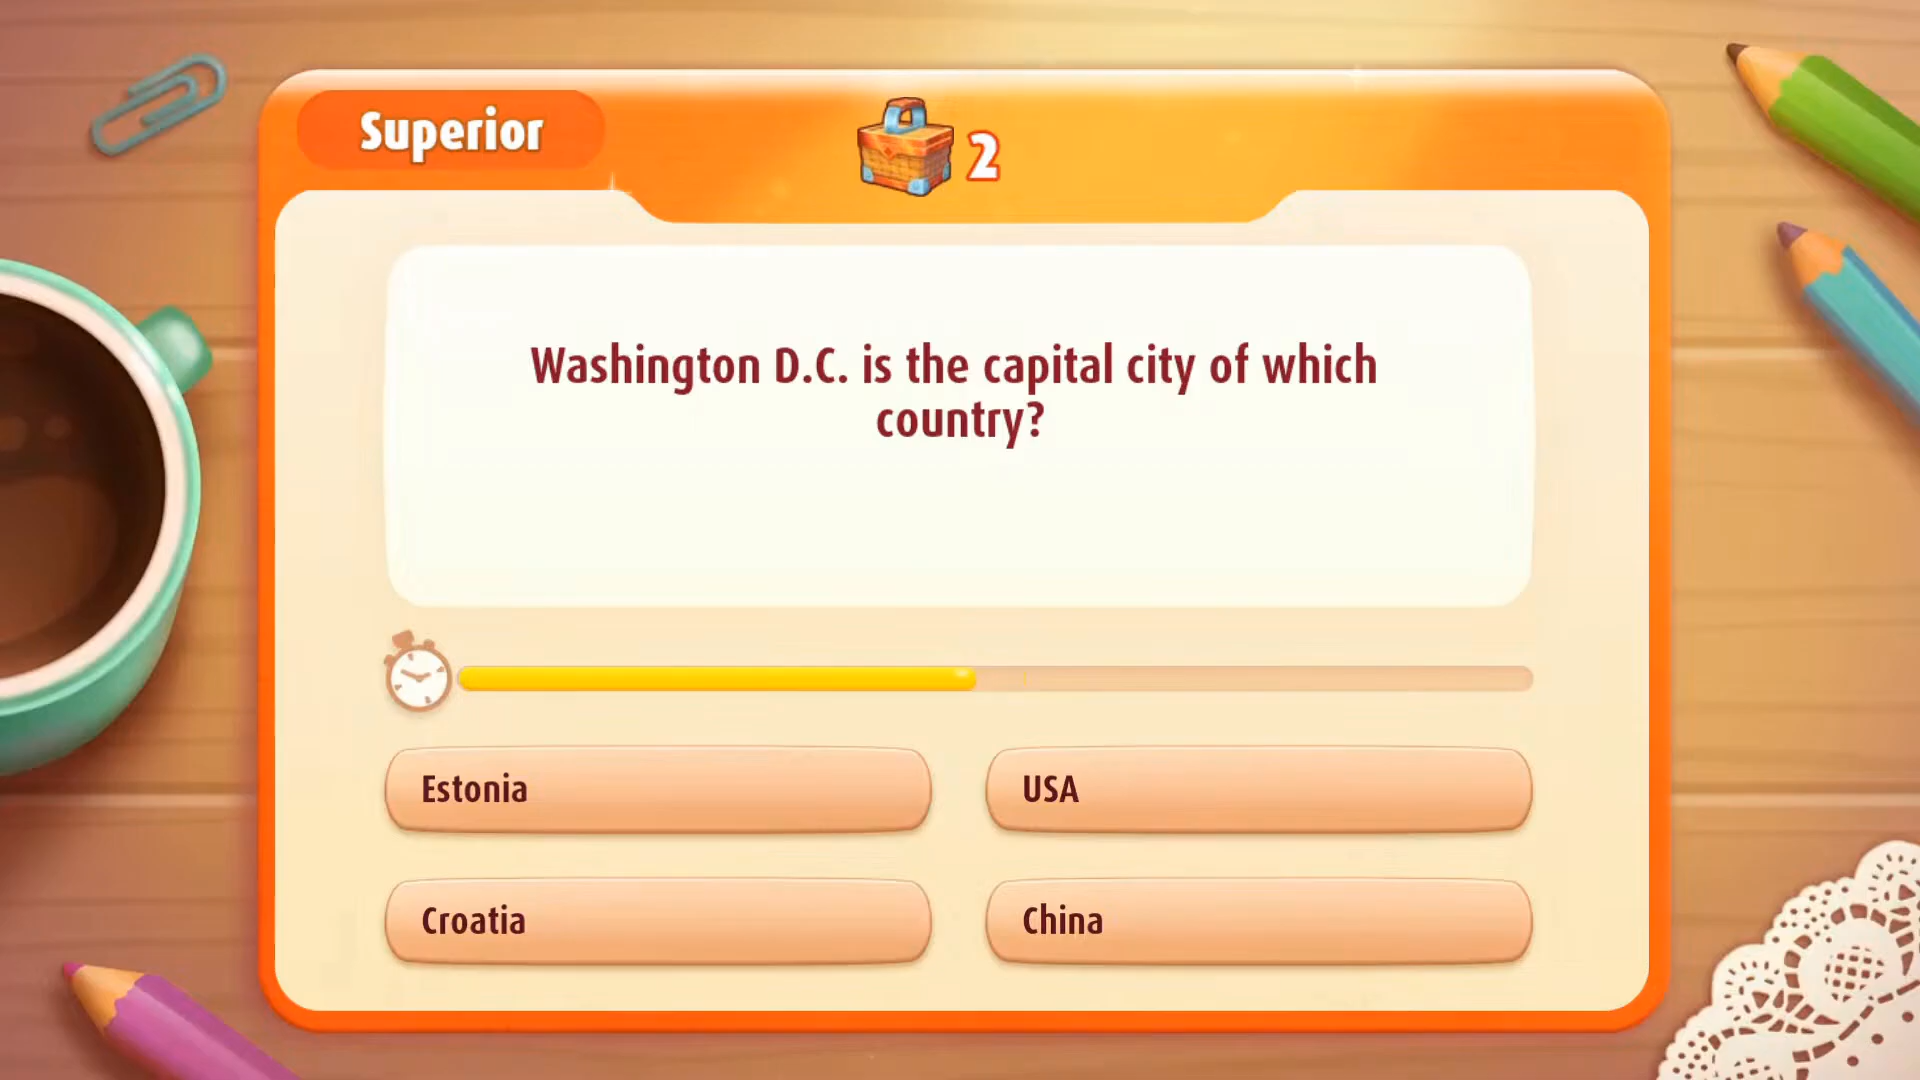 Superior
2
Washington D.C. is the capital city of which
country?
Estonia
USA
Croatia
China